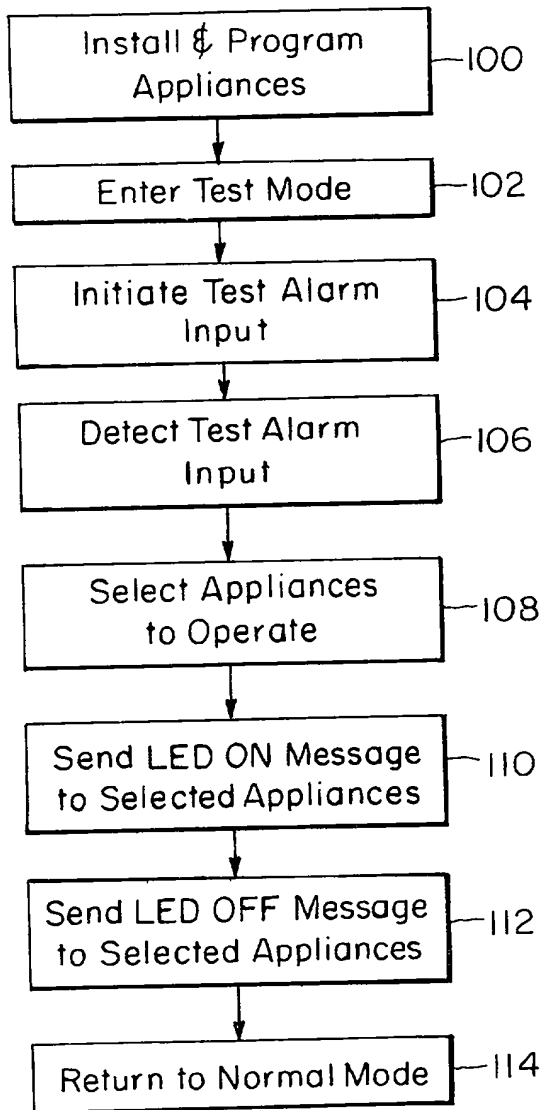 Install & Program
Appliances
100
Enter Test Mode
102
Initiate Test Alarm
Input
104
Detect Test Alarm
Input
106
Select Appliances
to Operate
108
Send LED ON Message
to Selected Appliances
110
Send LED OFF Message
to Selected Appliances
112
Return to Normal Mode
114